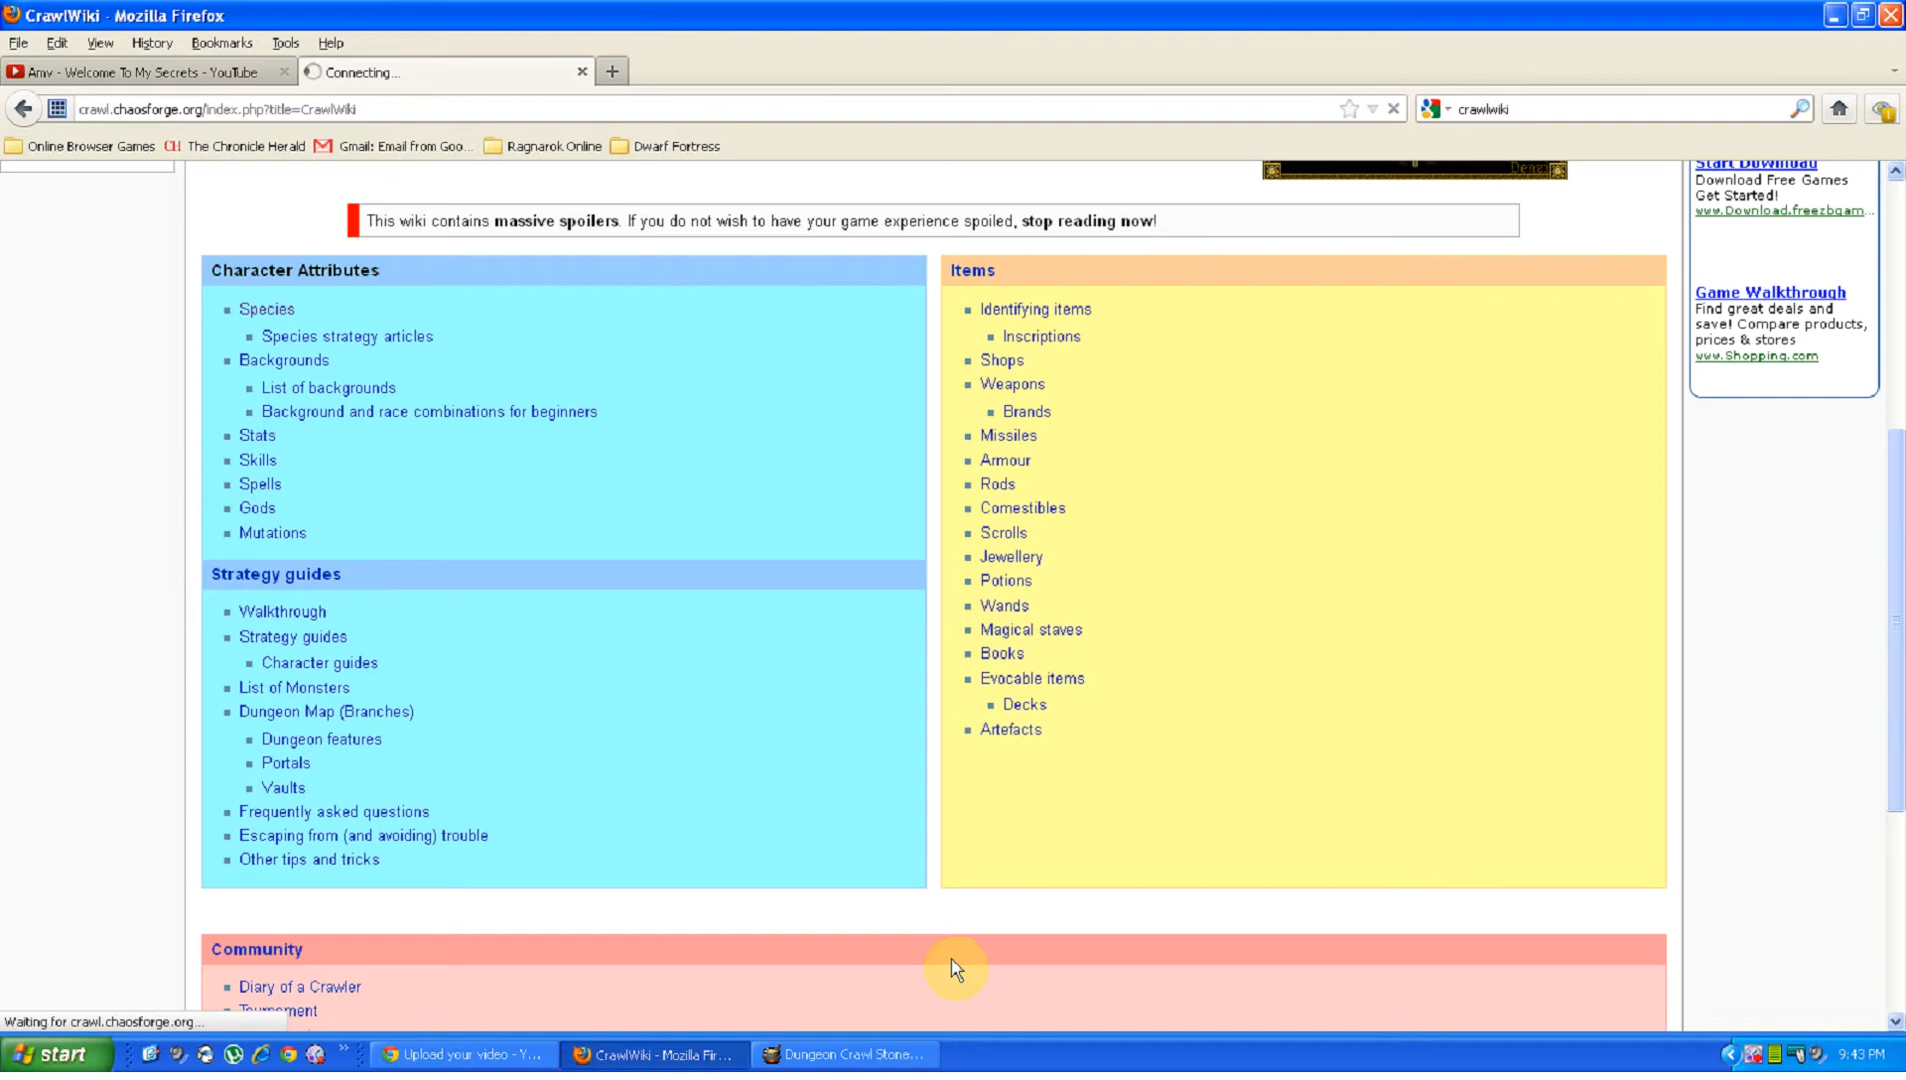 CrawlWiki - Mozilla Firefox
File Edit View History Bookmarks Tools Help
Amv - Welcome To My Secrets - YouTube
Connecting...
crawl.chaosforge.org/index.php?title=CrawlWiki
crawlwiki
Online Browser Games
CH The Chronicle Herald
Gmail: Email from Goo...
Ragnarok Online
Dwarf Fortress
This wiki contains massive spoilers. If you do not wish to have your game experience spoiled, stop reading now!
Character Attributes
Species
Species strategy articles
Backgrounds
List of backgrounds
Background and race combinations for beginners
Stats
Skills
Spells
Gods
Mutations
Strategy guides
Walkthrough
Strategy guides
Character guides
List of Monsters
Dungeon Map (Branches)
Dungeon features
Portals
Vaults
Frequently asked questions
Escaping from (and avoiding) trouble
Other tips and tricks
Items
Identifying items
Inscriptions
Shops
Weapons
Brands
Missiles
Armour
Rods
Comestibles
Scrolls
Jewellery
Potions
Wands
Magical staves
Books
Evocable items
Decks
Artefacts
Start Download
Download Free Games
Get Started!
www.Download.freezbgam...
Game Walkthrough
Find great deals and
save! Compare products,
prices & stores
www.Shopping.com
Community
Diary of a Crawler
Tournament
Waiting for crawl.chaosforge.org...
start
Upload your video - Y...
CrawlWiki - Mozilla Fir...
Dungeon Crawl Stone...
9:43 PM